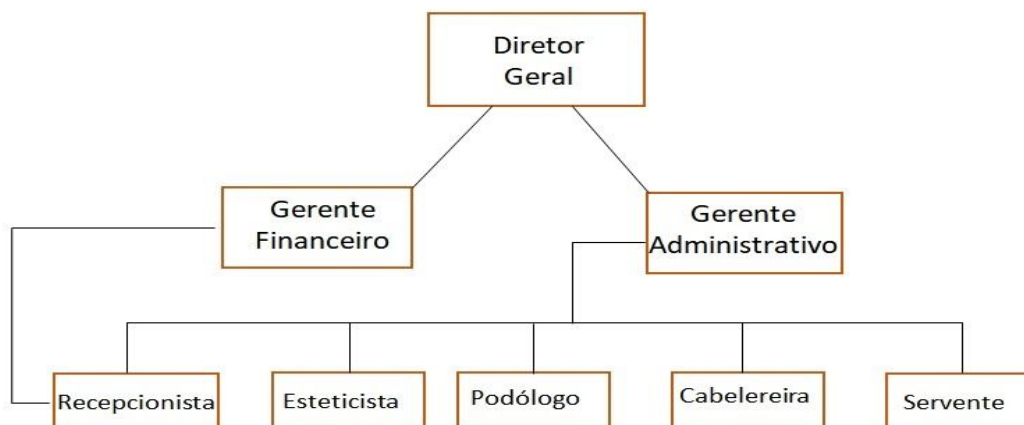 Diretor
Geral
Gerente
Financeiro
Gerente
Administrativo
Recepcionista
Esteticista
Podólogo
Cabelereira
Servente